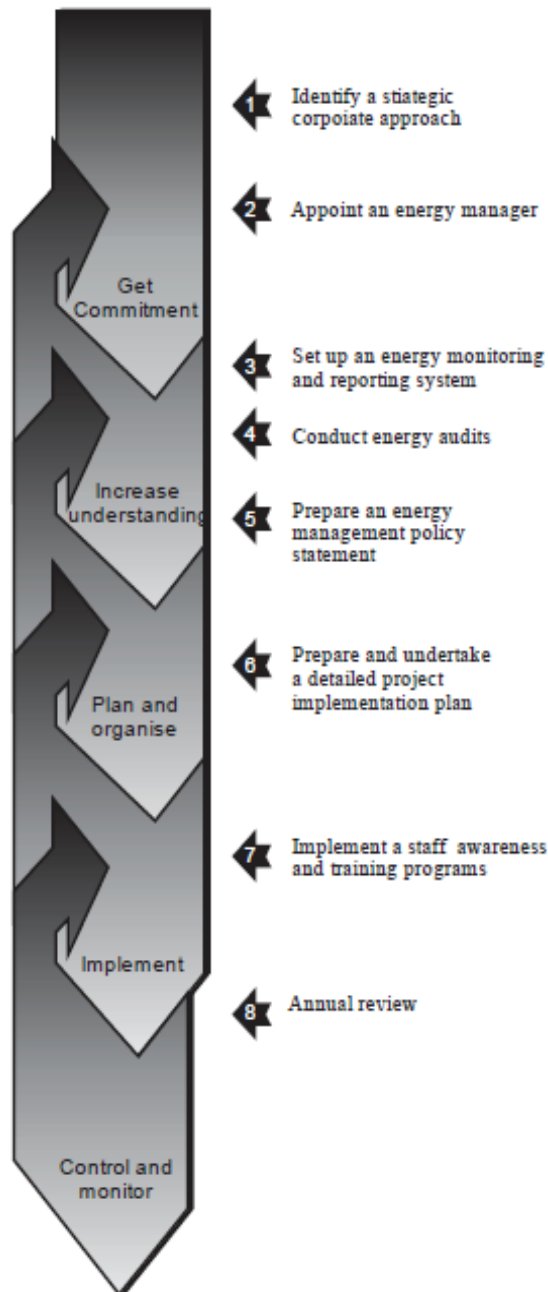 1
Identify a stiategic
corpoiate approach
2
Appoint an energy manager
Get
Commitment
3
Set up an energy monitoring
and reporting system
4
Conduct energy audits
Increase
understanding
5
Prepare an energy
management policy
statement
6
Prepare and undertake
a detailed project
implementation plan
Plan and
organise
7
Implement a staff awareness
and training programs
Implement
8
Annual review
Control and
monitor